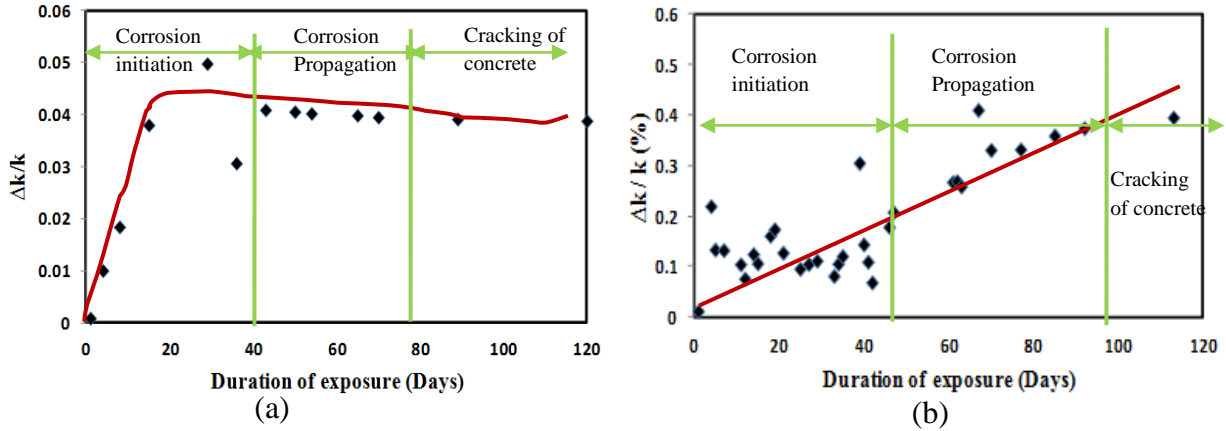 (a)
Corrosion
initiation
Corrosion
Propagation
Cracking of
concrete
0.06
0.05
0.04
0.03
0.02
0.01
0
Δk/k
0 20 40 60 80 100 120
Duration of exposure (Days)
(a)
(b)
Corrosion
initiation
Corrosion
Propagation
Cracking
of concrete
0.6
0.5
0.4
0.3
0.2
0.1
0.0
Δk / k (%)
0 20 40 60 80 100 120
Duration of exposure (Days)
(b)